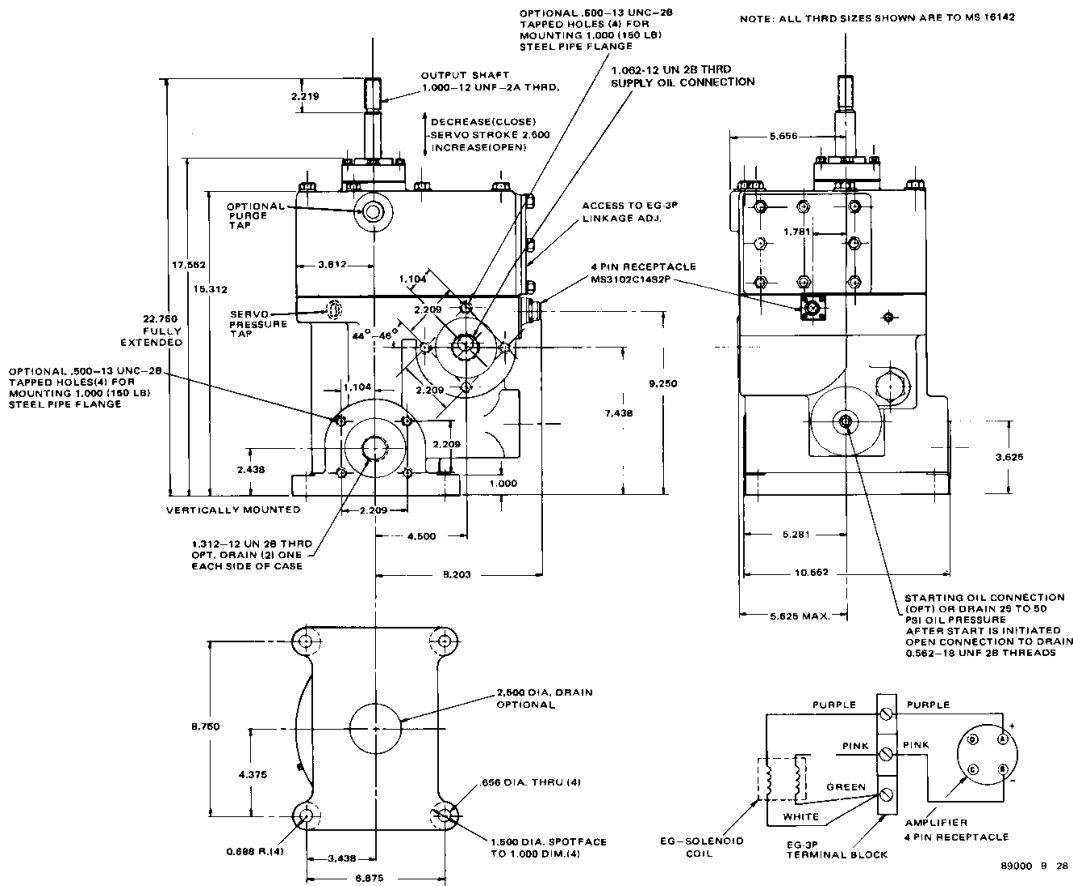 OPTIONAL .500-13 UNC-2B
TAPPED HOLES (4) FOR
MOUNTING 1.000 (150 LB)
STEEL PIPE FLANGE
NOTE: ALL THRD SIZES SHOWN ARE TO MS 16142
OUTPUT SHAFT
1.000-12 UNF-2A THRD.
1.062-12 UN 2B THRD
SUPPLY OIL CONNECTION
2.219
DECREASE(CLOSE)
SERVO STROKE 2.600
INCREASE(OPEN)
5.656
OPTIONAL
PURGE
TAP
ACCESS TO EG-3P
LINKAGE ADJ.
1.781
17.562
15.312
3.812
1.104
4 PIN RECEPTACLE
MS3102C14S2P
2.209
SERVO
PRESSURE
TAP
22.750
FULLY
EXTENDED
44°-46°
9.250
OPTIONAL .500-13 UNC-2B
TAPPED HOLES(4) FOR
MOUNTING 1.000 (150 LB)
STEEL PIPE FLANGE
1.104
2.209
7.438
2.209
2.438
1.000
3.625
VERTICALLY MOUNTED
2.209
4.500
5.281
1.312-12 UN 2B THRD
OPT. DRAIN (2) ONE
EACH SIDE OF CASE
8.203
10.562
5.625 MAX.
STARTING OIL CONNECTION
(OPT) OR DRAIN 25 TO 50
PSI OIL PRESSURE
AFTER START IS INITIATED
OPEN CONNECTION TO DRAIN
0.562-18 UNF 2B THREADS
2.500 DIA. DRAIN
OPTIONAL
8.750
4.375
.656 DIA. THRU (4)
0.688 R.(4)
3.438
6.875
1.500 DIA. SPOTFACE
TO 1.000 DIM.(4)
PURPLE
PURPLE
+
D
A
PINK
PINK
C
B
-
GREEN
WHITE
EG-SOLENOID
COIL
EG-3P
TERMINAL BLOCK
AMPLIFIER
4 PIN RECEPTACLE
89000 B 28